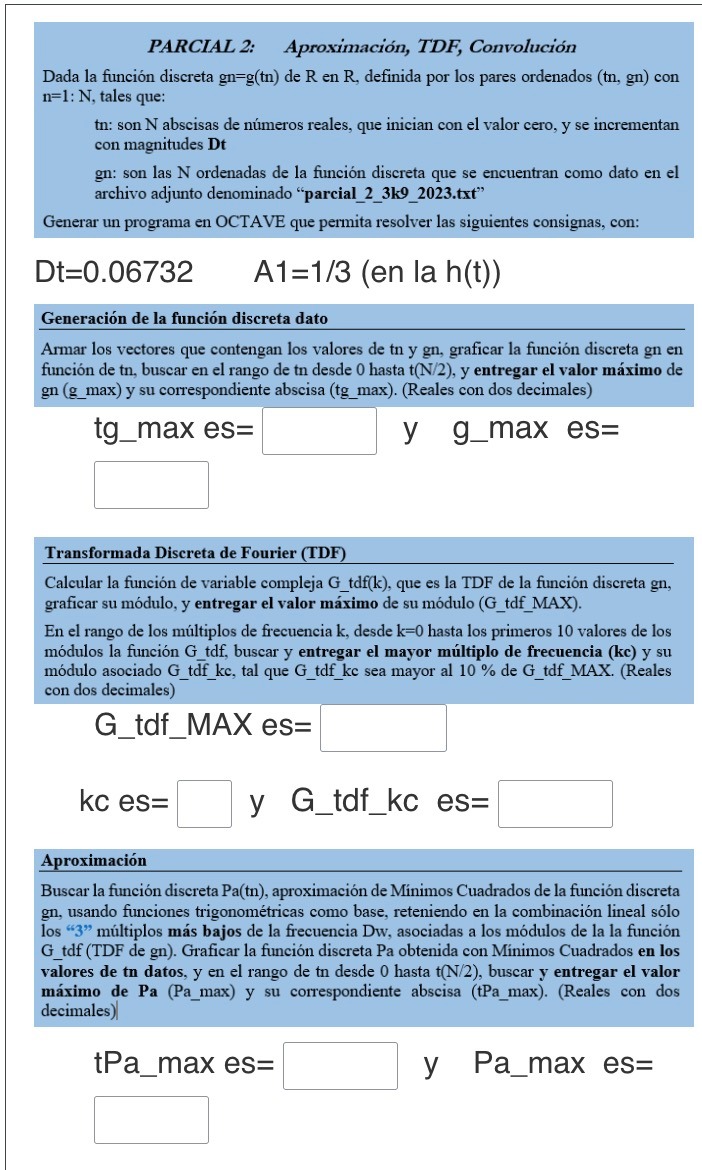 PARCIAL 2: Aproximación, TDF, Convolución
Dada la función discreta gn=g(tn) de R en R, definida por los pares ordenados (tn, gn) con
n=1: N, tales que:
tn: son N abscisas de números reales, que inician con el valor cero, y se incrementan
con magnitudes Dt
gn: son las N ordenadas de la función discreta que se encuentran como dato en el
archivo adjunto denominado “parcial_2_3k9_2023.txt”
Generar un programa en OCTAVE que permita resolver las siguientes consignas, con:
Dt=0.06732 A1=1/3 (en la h(t))
Generación de la función discreta dato
Armar los vectores que contengan los valores de tn y gn, graficar la función discreta gn en
función de tn, buscar en el rango de tn desde 0 hasta t(N/2), y entregar el valor máximo de
gn (g_max) y su correspondiente abscisa (tg_max). (Reales con dos decimales)
tg_max es= y g_max es=
Transformada Discreta de Fourier (TDF)
Calcular la función de variable compleja G_tdf(k), que es la TDF de la función discreta gn,
graficar su módulo, y entregar el valor máximo de su módulo (G_tdf_MAX).
En el rango de los múltiplos de frecuencia k, desde k=0 hasta los primeros 10 valores de los
módulos la función G_tdf, buscar y entregar el mayor múltiplo de frecuencia (kc) y su
módulo asociado G_tdf_kc, tal que G_tdf_kc sea mayor al 10 % de G_tdf_MAX. (Reales
con dos decimales)
G_tdf_MAX es=
kc es= y G_tdf_kc es=
Aproximación
Buscar la función discreta Pa(tn), aproximación de Mínimos Cuadrados de la función discreta
gn, usando funciones trigonométricas como base, reteniendo en la combinación lineal sólo
los “3” múltiplos más bajos de la frecuencia Dw, asociadas a los módulos de la la función
G_tdf (TDF de gn). Graficar la función discreta Pa obtenida con Mínimos Cuadrados en los
valores de tn datos, y en el rango de tn desde 0 hasta t(N/2), buscar y entregar el valor
máximo de Pa (Pa_max) y su correspondiente abscisa (tPa_max). (Reales con dos
decimales)
tPa_max es= y Pa_max es=